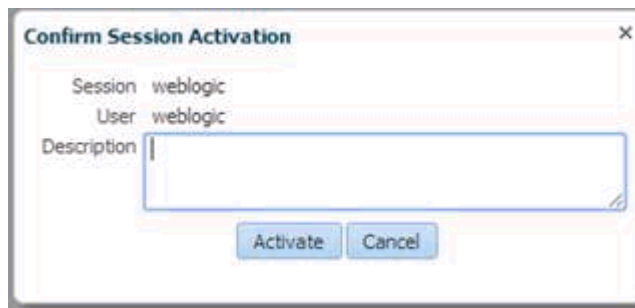 Confirm Session Activation
Session weblogic
User weblogic
Description
Activate Cancel